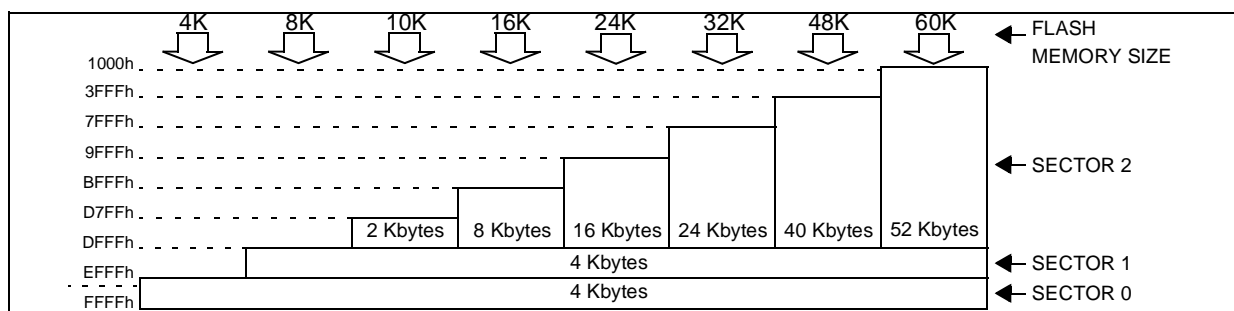 4K 8K 10K 16K 24K 32K 48K 60K
FLASH
MEMORY SIZE
1000h
3FFFh
7FFFh
9FFFh
SECTOR 2
BFFFh
D7FFh
2 Kbytes 8 Kbytes 16 Kbytes 24 Kbytes 40 Kbytes 52 Kbytes
DFFFh
4 Kbytes
SECTOR 1
EFFFh
4 Kbytes
SECTOR 0
FFFFh